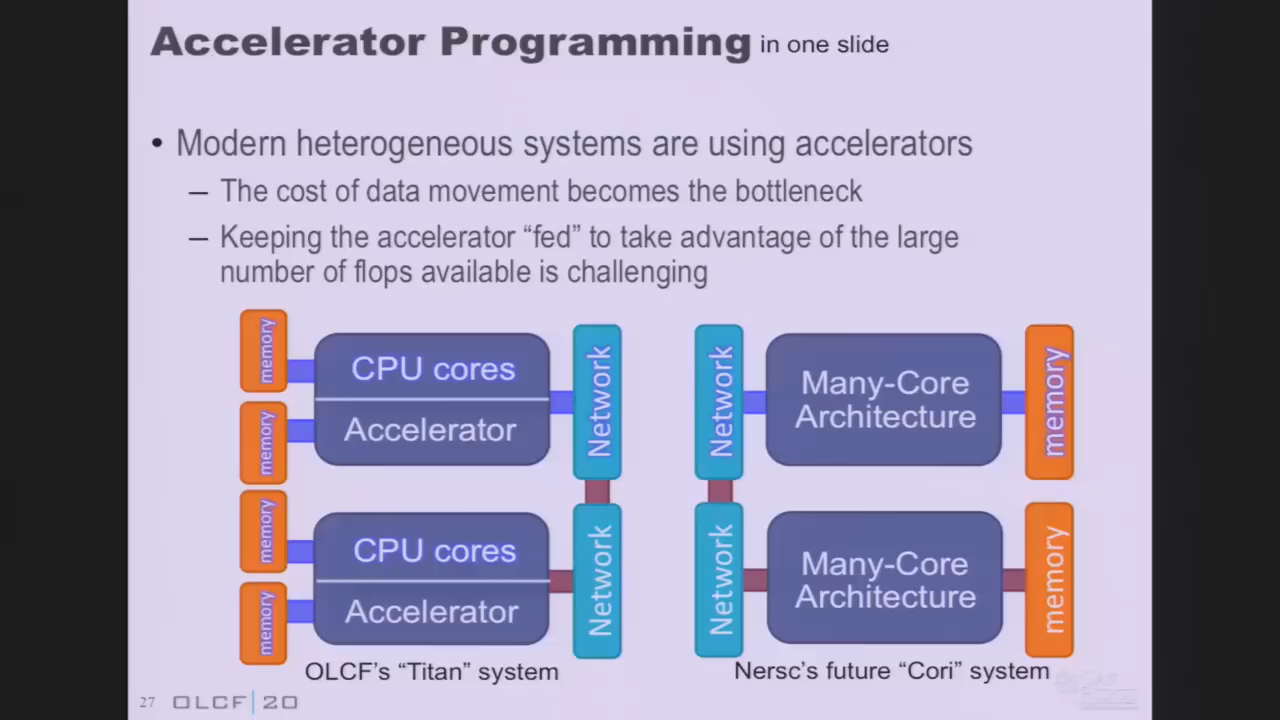 Accelerator Programming in one slide
• Modern heterogeneous systems are using accelerators
– The cost of data movement becomes the bottleneck
– Keeping the accelerator “fed” to take advantage of the large
number of flops available is challenging
memory
memory
CPU cores
Accelerator
Network
Network
Many-Core
Architecture
memory
memory
memory
CPU cores
Accelerator
Network
Network
Many-Core
Architecture
memory
OLCF’s “Titan” system
Nersc’s future “Cori” system
27 OLCF | 20